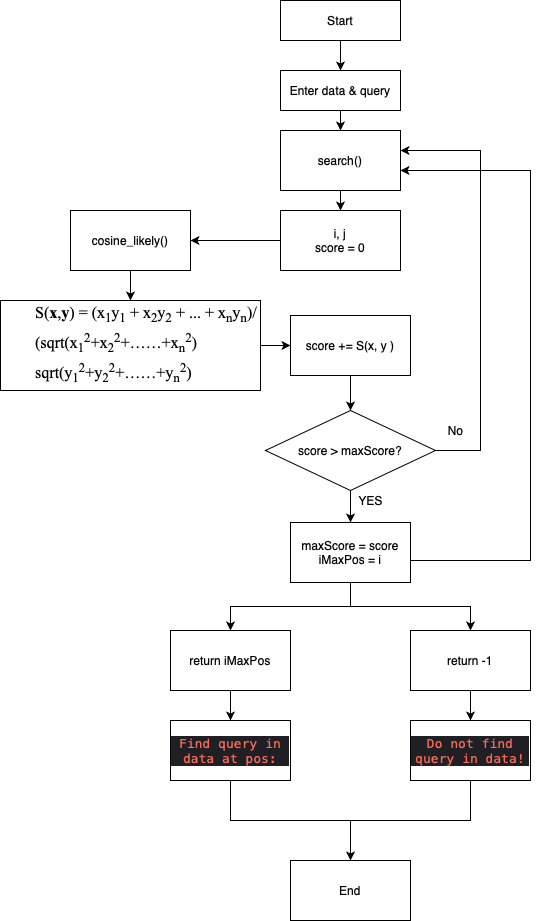 Start
Enter data & query
search()
i, j
score = 0
cosine_likely()
S(x,y) = (x₁y₁ + x₂y₂ + ... + xₙyₙ)/
(sqrt(x₁²+x₂²+……+xₙ²)
sqrt(y₁²+y₂²+……+yₙ²)
score += S(x, y )
score > maxScore?
No
YES
maxScore = score
iMaxPos = i
return iMaxPos
return -1
Find query in
data at pos:
Do not find
query in data!
End